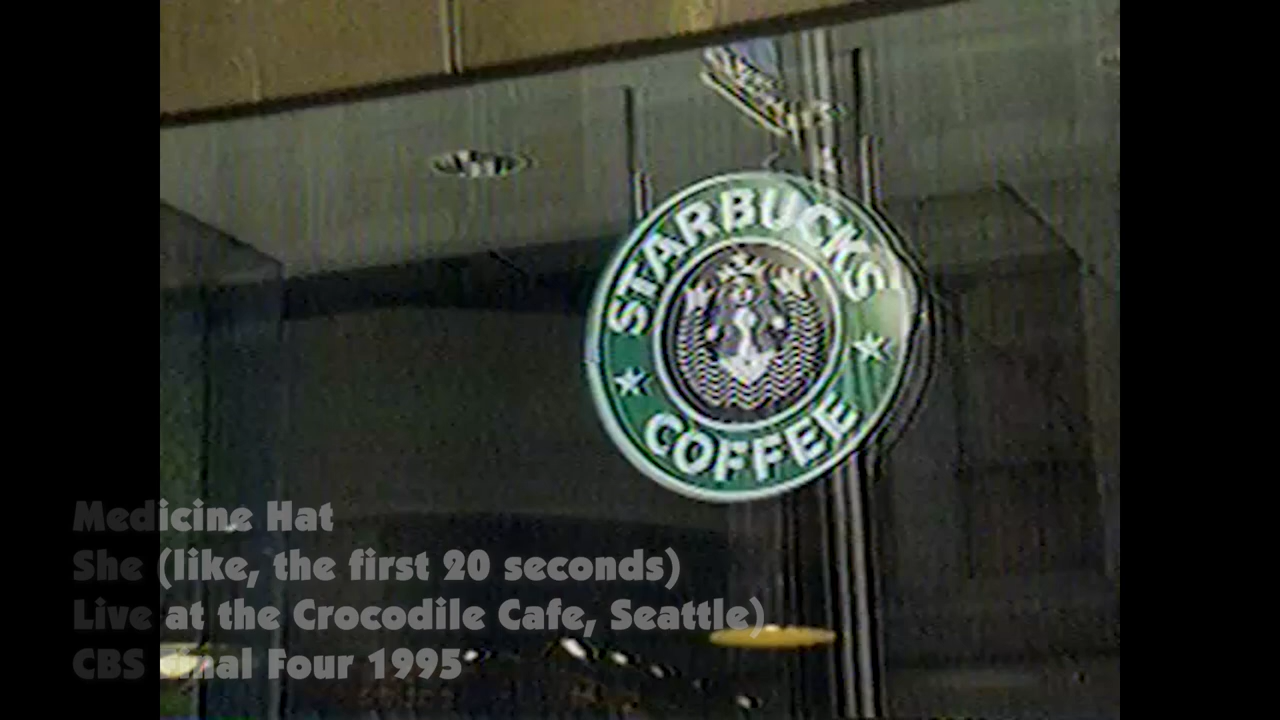 STARBUCKS
COFFEE
Medicine Hat
She (like, the first 20 seconds)
Live at the Crocodile Cafe, Seattle)
CBS Final Four 1995